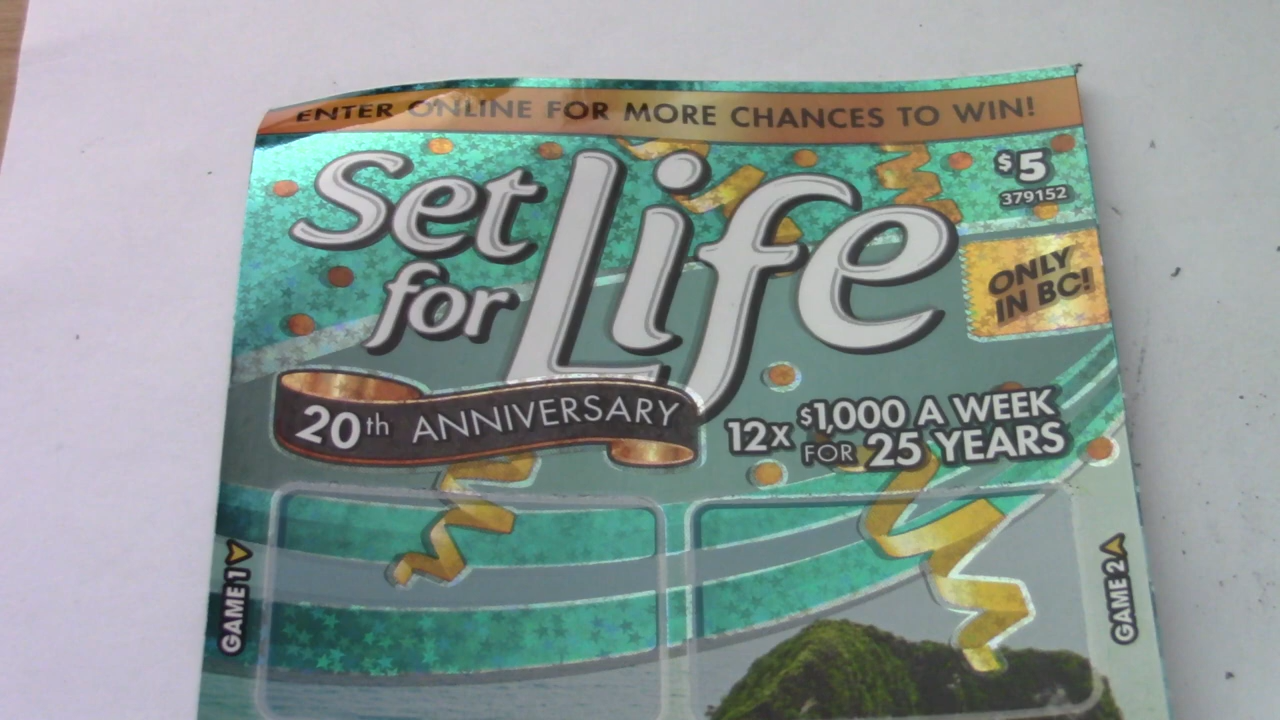 ENTER ONLINE FOR MORE CHANCES TO WIN!
Set
for Life
$5
379152
ONLY
IN BC!
20th ANNIVERSARY
12x $1,000 A WEEK
FOR 25 YEARS
GAME 1
GAME 2